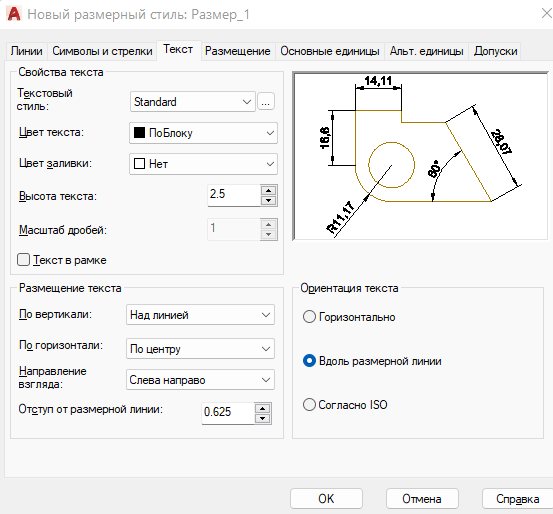 Новый размерный стиль: Размер_1
Линии Символы и стрелки Текст Размещение Основные единицы Альт. единицы Допуски
Свойства текста
Текстовый стиль: Standard ...
Цвет текста: ПоБлоку
Цвет заливки: Нет
Высота текста: 2.5
Масштаб дробей: 1
Текст в рамке
14,11
16,6
28,07
60°
R11,17
Размещение текста
По вертикали: Над линией
По горизонтали: По центру
Направление взгляда: Слева направо
Отступ от размерной линии: 0.625
Ориентация текста
Горизонтально
Вдоль размерной линии
Согласно ISO
OK Отмена Справка